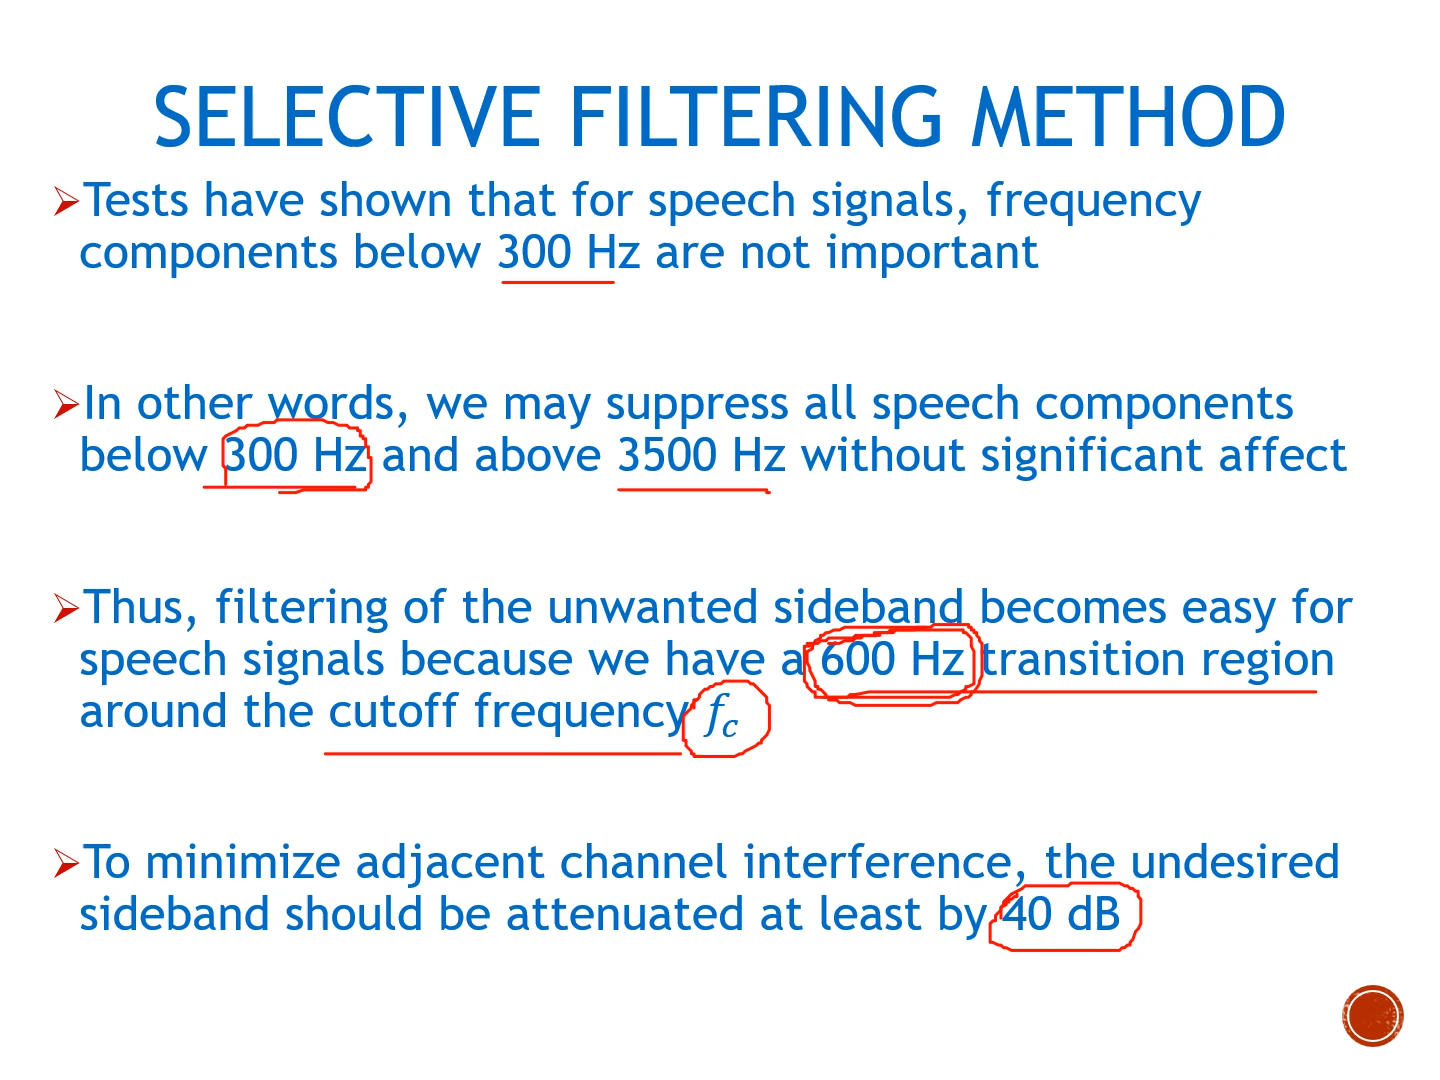 SELECTIVE FILTERING METHOD
➢Tests have shown that for speech signals, frequency
components below 300 Hz are not important
➢In other words, we may suppress all speech components
below 300 Hz and above 3500 Hz without significant affect
➢Thus, filtering of the unwanted sideband becomes easy for
speech signals because we have a 600 Hz transition region
around the cutoff frequency f_c
➢To minimize adjacent channel interference, the undesired
sideband should be attenuated at least by 40 dB